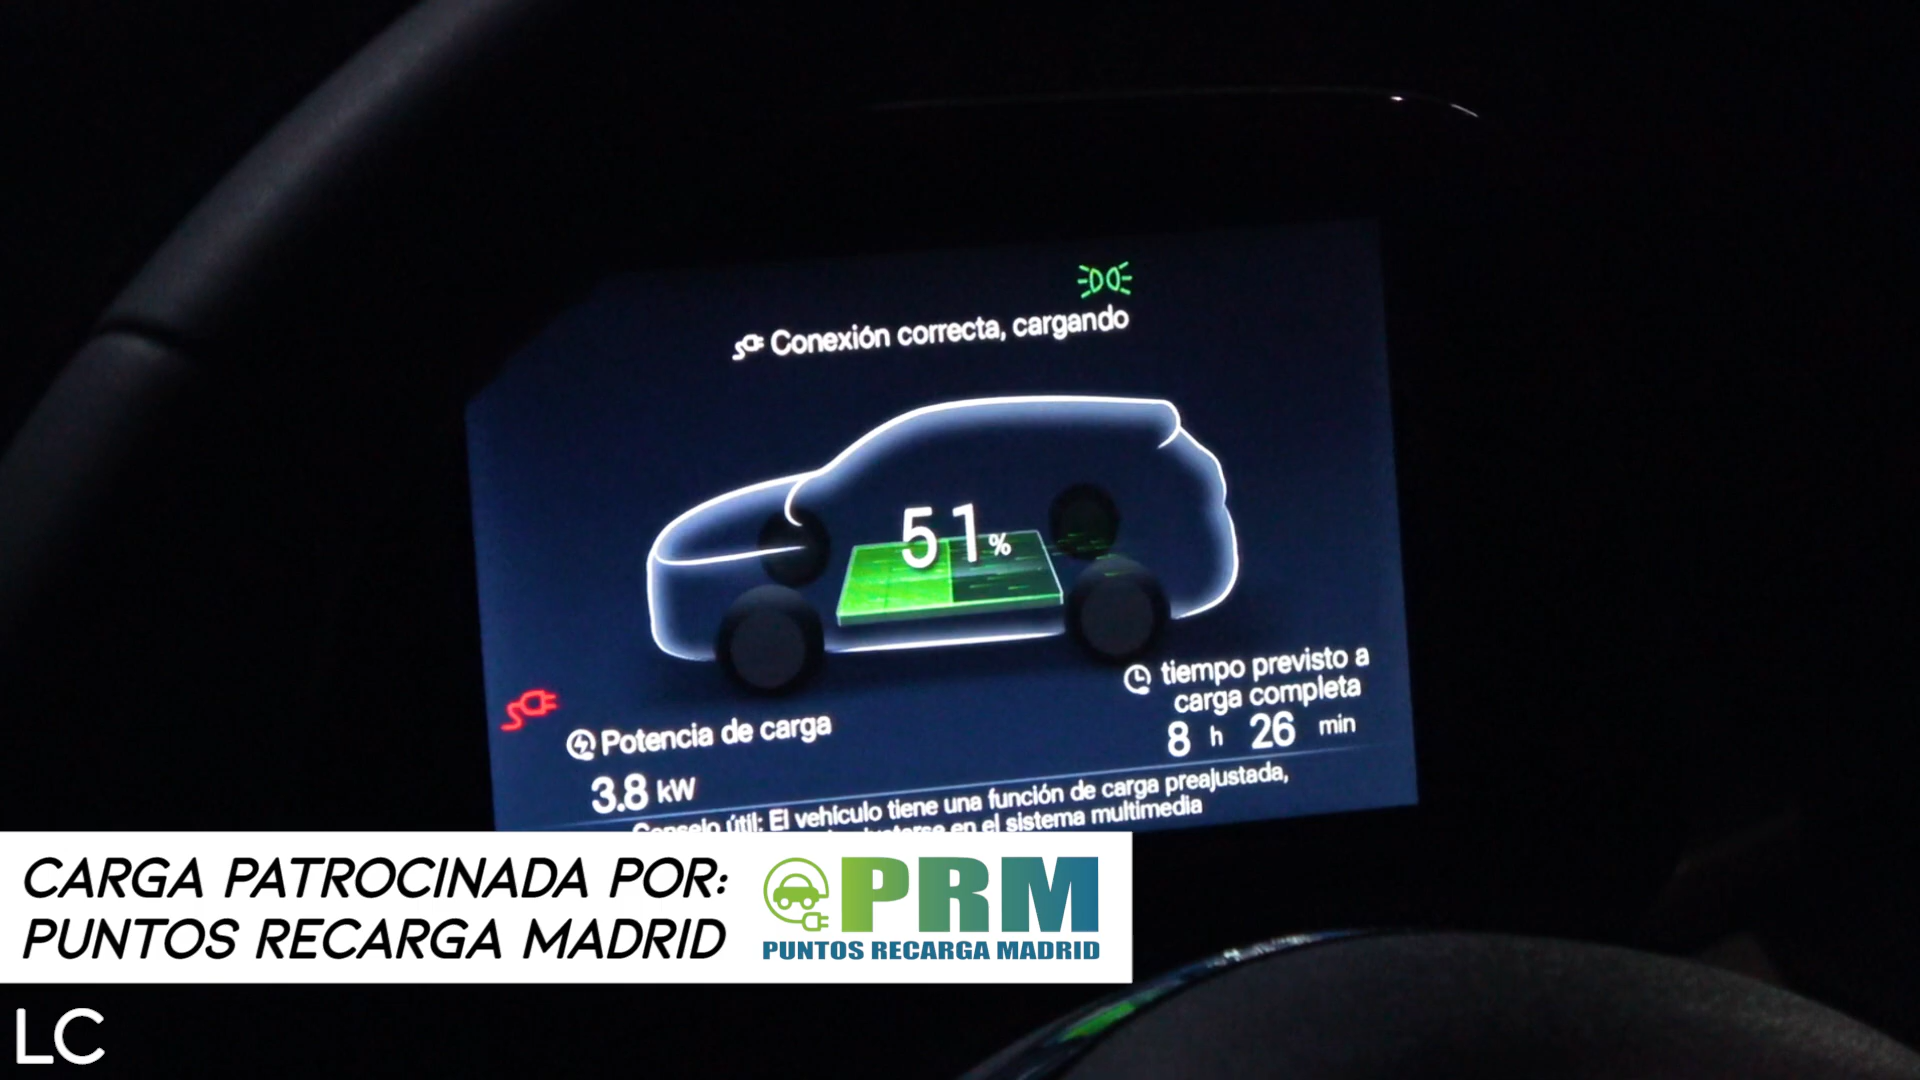 Conexión correcta, cargando
51%
tiempo previsto a
carga completa
8 h 26 min
Potencia de carga
3.8 kW
Consejo útil: El vehículo tiene una función de carga preajustada,
en el sistema multimedia
CARGA PATROCINADA POR:
PUNTOS RECARGA MADRID
PRM
PUNTOS RECARGA MADRID
LC